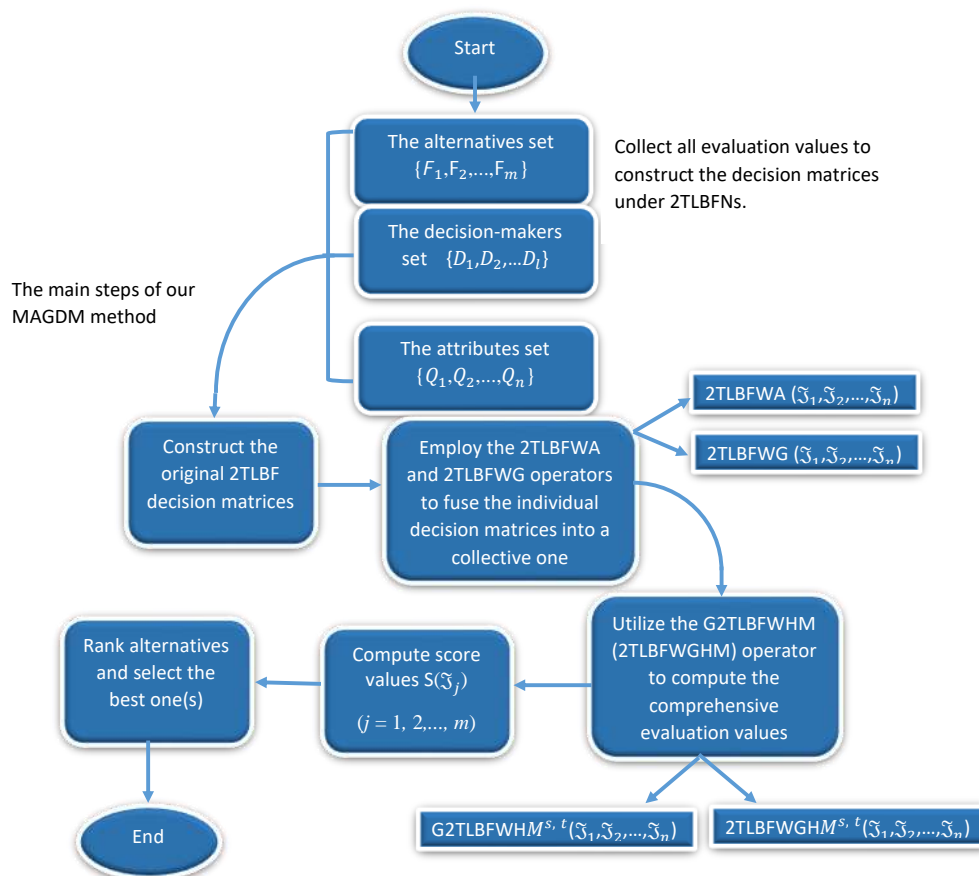 Start
The alternatives set
{F₁,F₂,...,Fₘ}
Collect all evaluation values to
construct the decision matrices
under 2TLBFNs.
The decision-makers
set {D₁,D₂,...Dₗ}
The main steps of our
MAGDM method
The attributes set
{Q₁,Q₂,...,Qₙ}
2TLBFWA (ℑ₁,ℑ₂,...,ℑₙ)
2TLBFWG (ℑ₁,ℑ₂,...,ℑₙ)
Construct the
original 2TLBF
decision matrices
Employ the 2TLBFWA
and 2TLBFWG operators
to fuse the individual
decision matrices into a
collective one
Utilize the G2TLBFWHM
(2TLBFWGHM) operator
to compute the
comprehensive
evaluation values
Compute score
values S(ℑⱼ)
(j = 1, 2,..., m)
Rank alternatives
and select the
best one(s)
End
G2TLBFWHMˢ, ᵗ(ℑ₁,ℑ₂,...,ℑₙ)
2TLBFWGHMˢ, ᵗ(ℑ₁,ℑ₂,...,ℑₙ)